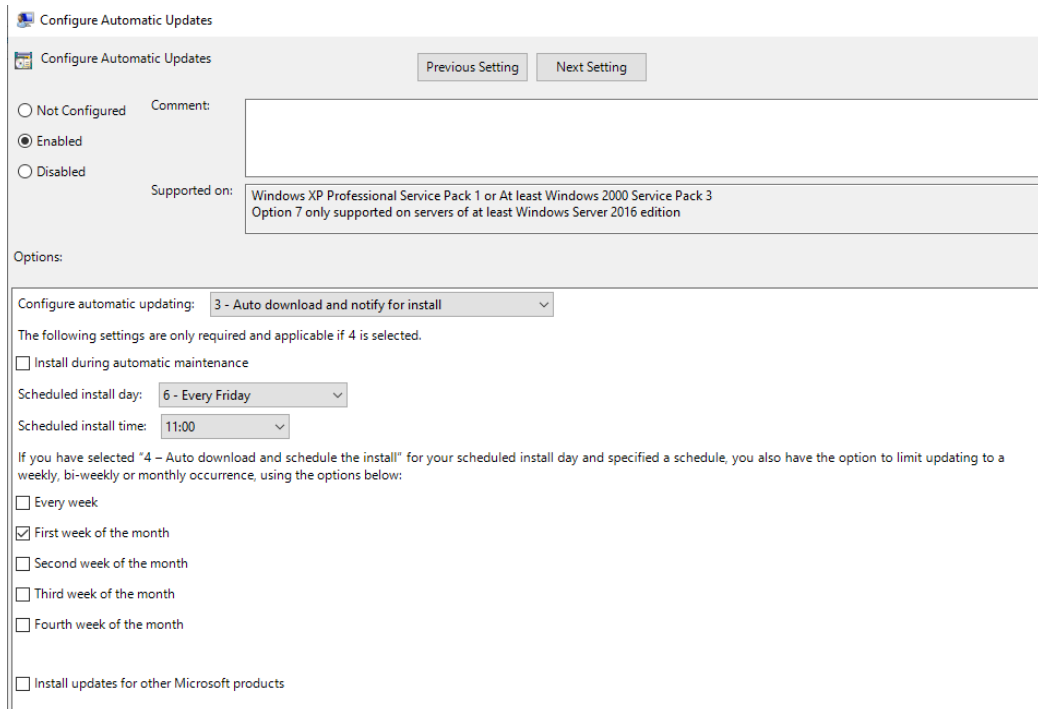 Configure Automatic Updates
Configure Automatic Updates
Previous Setting
Next Setting
Not Configured
Comment:
Enabled
Disabled
Supported on:
Windows XP Professional Service Pack 1 or At least Windows 2000 Service Pack 3
Option 7 only supported on servers of at least Windows Server 2016 edition
Options:
Configure automatic updating: 3 - Auto download and notify for install
The following settings are only required and applicable if 4 is selected.
Install during automatic maintenance
Scheduled install day: 6 - Every Friday
Scheduled install time: 11:00
If you have selected “4 – Auto download and schedule the install” for your scheduled install day and specified a schedule, you also have the option to limit updating to a
weekly, bi-weekly or monthly occurrence, using the options below:
Every week
First week of the month
Second week of the month
Third week of the month
Fourth week of the month
Install updates for other Microsoft products